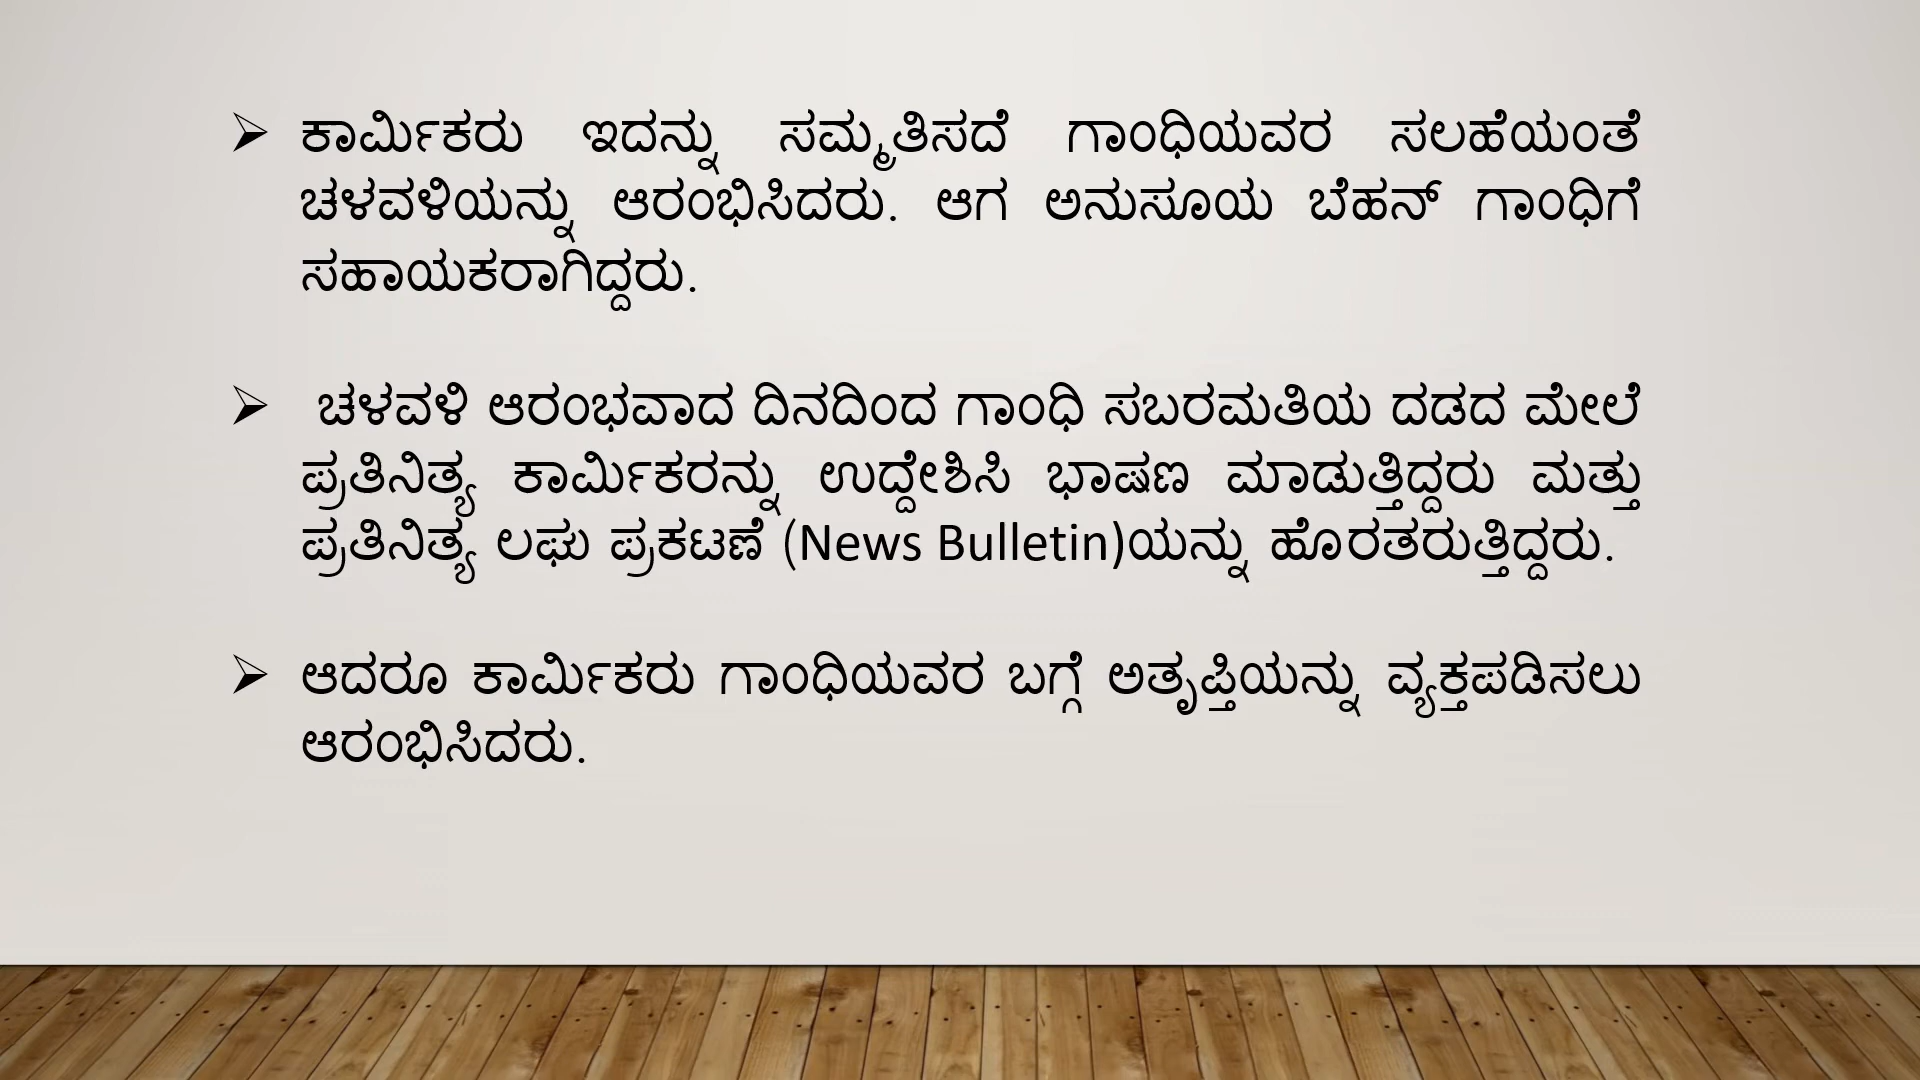 ➢ ಕಾರ್ಮಿಕರು ಇದನ್ನು ಸಮ್ಮತಿಸದೆ ಗಾಂಧಿಯವರ ಸಲಹೆಯಂತೆ
ಚಳವಳಿಯನ್ನು ಆರಂಭಿಸಿದರು. ಆಗ ಅನುಸೂಯ ಬೆಹನ್ ಗಾಂಧಿಗೆ
ಸಹಾಯಕರಾಗಿದ್ದರು.
➢ ಚಳವಳಿ ಆರಂಭವಾದ ದಿನದಿಂದ ಗಾಂಧಿ ಸಬರಮತಿಯ ದಡದ ಮೇಲೆ
ಪ್ರತಿನಿತ್ಯ ಕಾರ್ಮಿಕರನ್ನು ಉದ್ದೇಶಿಸಿ ಭಾಷಣ ಮಾಡುತ್ತಿದ್ದರು ಮತ್ತು
ಪ್ರತಿನಿತ್ಯ ಲಘು ಪ್ರಕಟಣೆ (News Bulletin)ಯನ್ನು ಹೊರತರುತ್ತಿದ್ದರು.
➢ ಆದರೂ ಕಾರ್ಮಿಕರು ಗಾಂಧಿಯವರ ಬಗ್ಗೆ ಅತೃಪ್ತಿಯನ್ನು ವ್ಯಕ್ತಪಡಿಸಲು
ಆರಂಭಿಸಿದರು.